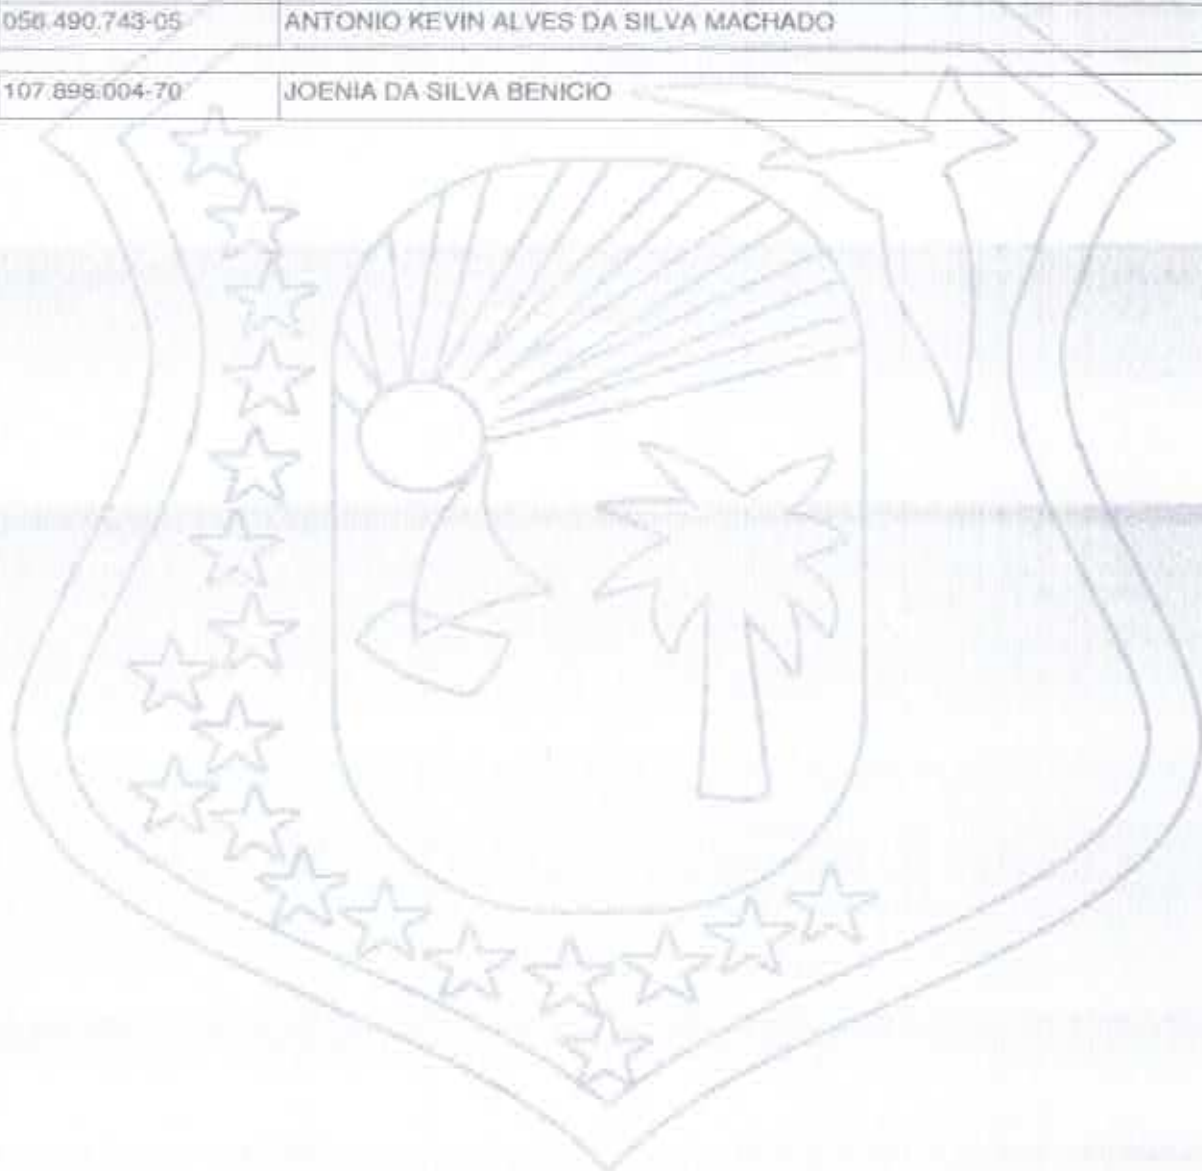 056.490.743-05 ANTONIO KEVIN ALVES DA SILVA MACHADO
107.898.004-70 JOENIA DA SILVA BENICIO